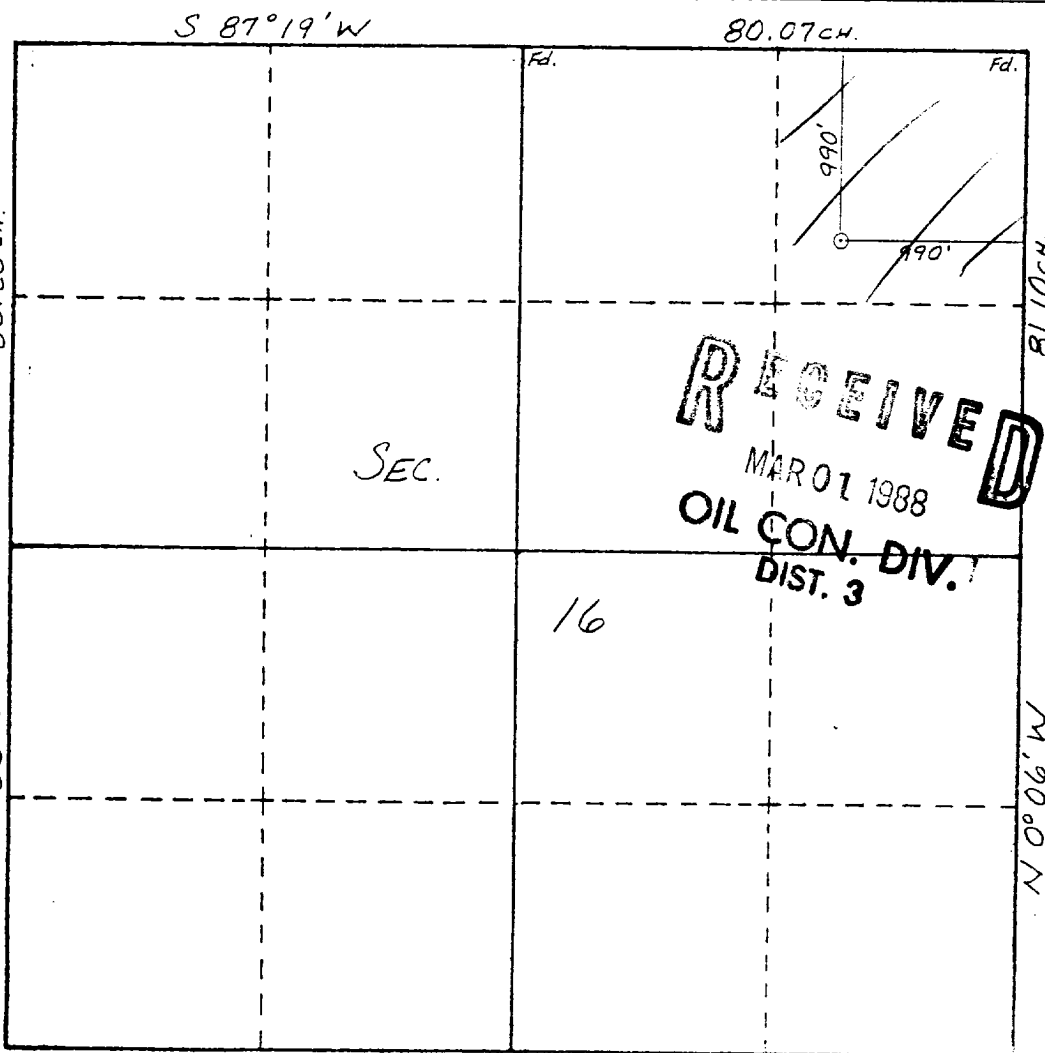 S 87°19'W 80.07CH.
Fd. Fd.
990'
990'
RECEIVED
MAR 01 1988
OIL CON. DIV.
DIST. 3
SEC.
16
N 0°06' W